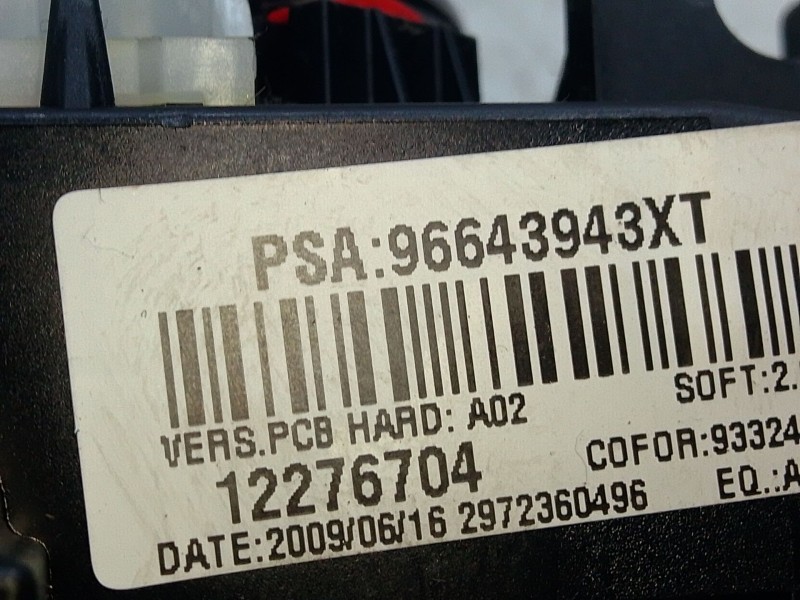 PSA:96643943XT
VERS.PCB HARD: A02 SOFT:2.
12276704 COFOR:93324
DATE:2009/06/16 2972360496 EQ.:A